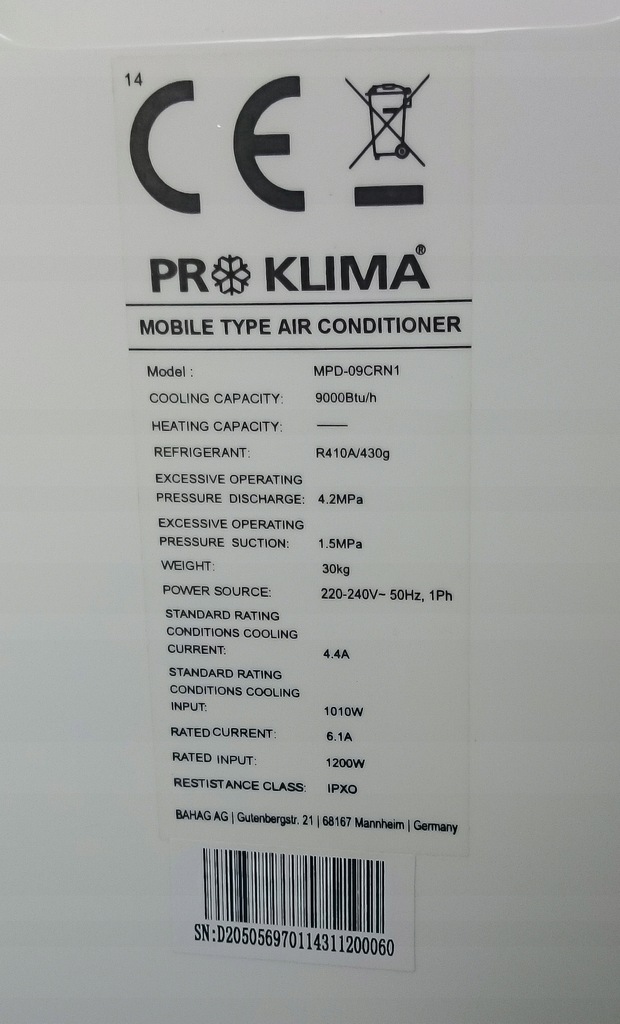 14
CE
PRO KLIMA®
MOBILE TYPE AIR CONDITIONER
Model : MPD-09CRN1
COOLING CAPACITY: 9000Btu/h
HEATING CAPACITY: ——
REFRIGERANT: R410A/430g
EXCESSIVE OPERATING
PRESSURE DISCHARGE: 4.2MPa
EXCESSIVE OPERATING
PRESSURE SUCTION: 1.5MPa
WEIGHT: 30kg
POWER SOURCE: 220-240V~ 50Hz, 1Ph
STANDARD RATING
CONDITIONS COOLING
CURRENT: 4.4A
STANDARD RATING
CONDITIONS COOLING
INPUT: 1010W
RATED CURRENT: 6.1A
RATED INPUT: 1200W
RESTISTANCE CLASS: IPXO
BAHAG AG | Gutenbergstr. 21 | 68167 Mannheim | Germany
SN:D205056970114311200060